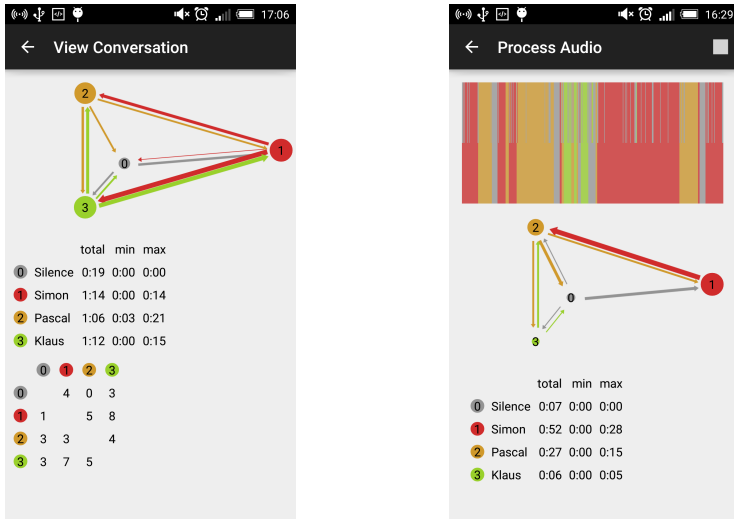 17:06
View Conversation
2
1
0
3
total min max
0 Silence 0:19 0:00 0:00
1 Simon 1:14 0:00 0:14
2 Pascal 1:06 0:03 0:21
3 Klaus 1:12 0:00 0:15
0 1 2 3
0 4 0 3
1 1 5 8
2 3 3 4
3 3 7 5
16:29
Process Audio
2
1
0
3
total min max
0 Silence 0:07 0:00 0:00
1 Simon 0:52 0:00 0:28
2 Pascal 0:27 0:00 0:15
3 Klaus 0:06 0:00 0:05